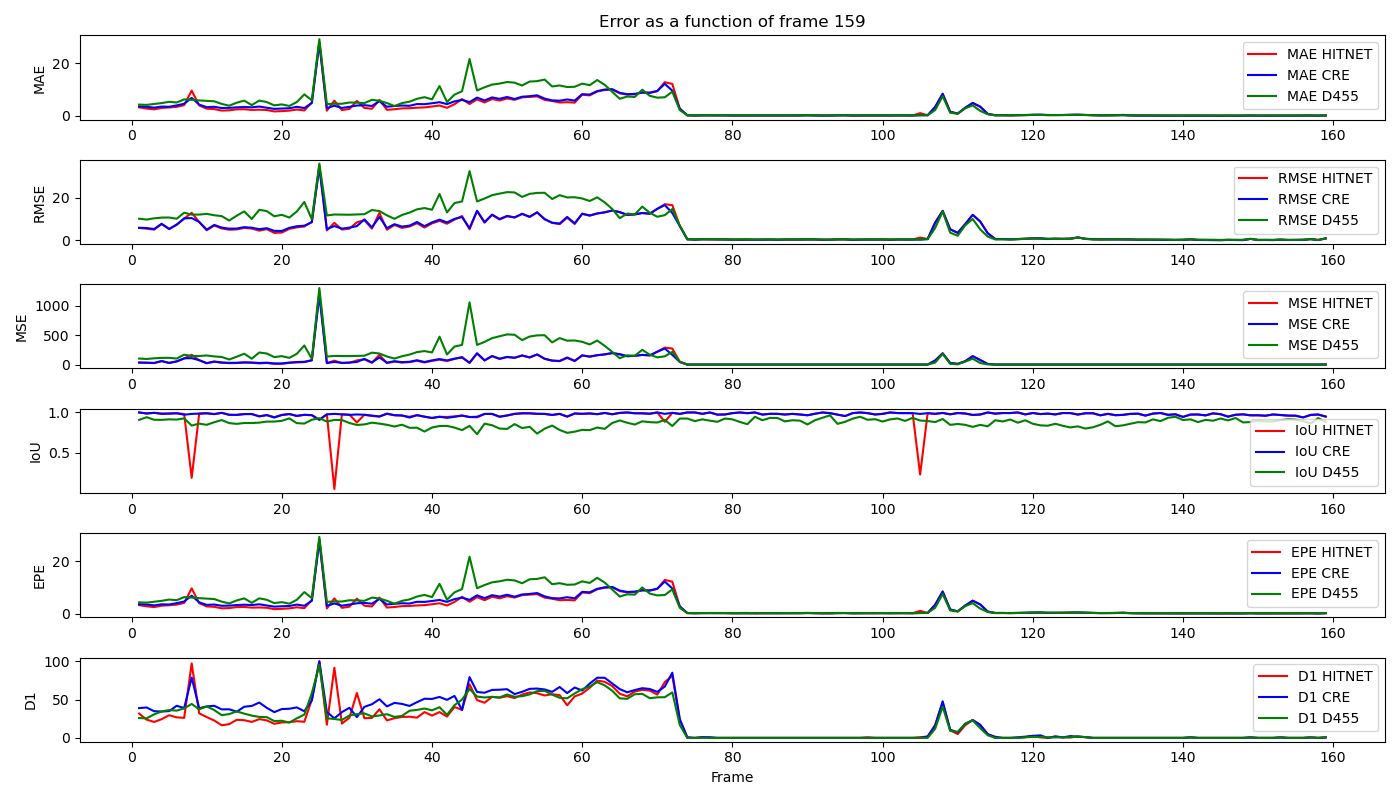 Error as a function of frame 159
MAE
20
0
MAE HITNET
MAE CRE
MAE D455
0 20 40 60 80 100 120 140 160
RMSE
20
0
RMSE HITNET
RMSE CRE
RMSE D455
0 20 40 60 80 100 120 140 160
MSE
1000
500
0
MSE HITNET
MSE CRE
MSE D455
0 20 40 60 80 100 120 140 160
IoU
1.0
0.5
IoU HITNET
IoU CRE
IoU D455
0 20 40 60 80 100 120 140 160
EPE
20
0
EPE HITNET
EPE CRE
EPE D455
0 20 40 60 80 100 120 140 160
D1
100
50
0
D1 HITNET
D1 CRE
D1 D455
0 20 40 60 80 100 120 140 160
Frame